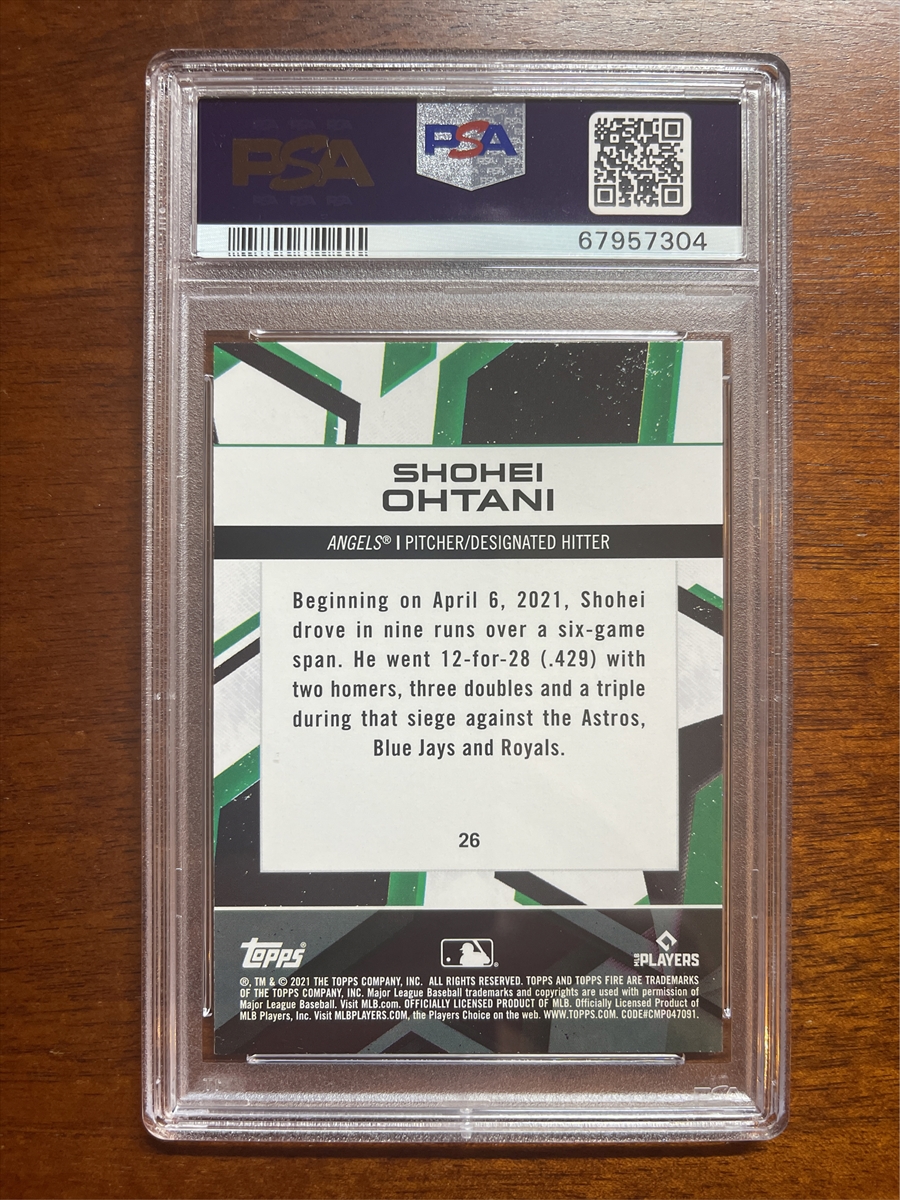 PSA
PSA
67957304
SHOHEI
OHTANI
ANGELS® | PITCHER/DESIGNATED HITTER
Beginning on April 6, 2021, Shohei
drove in nine runs over a six-game
span. He went 12-for-28 (.429) with
two homers, three doubles and a triple
during that siege against the Astros,
Blue Jays and Royals.
26
topps®
MLB PLAYERS
®, TM & © 2021 THE TOPPS COMPANY, INC. ALL RIGHTS RESERVED. TOPPS AND TOPPS FIRE ARE TRADEMARKS
OF THE TOPPS COMPANY, INC. Major League Baseball trademarks and copyrights are used with permission of
Major League Baseball. Visit MLB.com. OFFICIALLY LICENSED PRODUCT OF MLB. Officially Licensed Product of
MLB Players, Inc. Visit MLBPLAYERS.COM, the Players Choice on the web. WWW.TOPPS.COM. CODE#CMP047091.
PSA